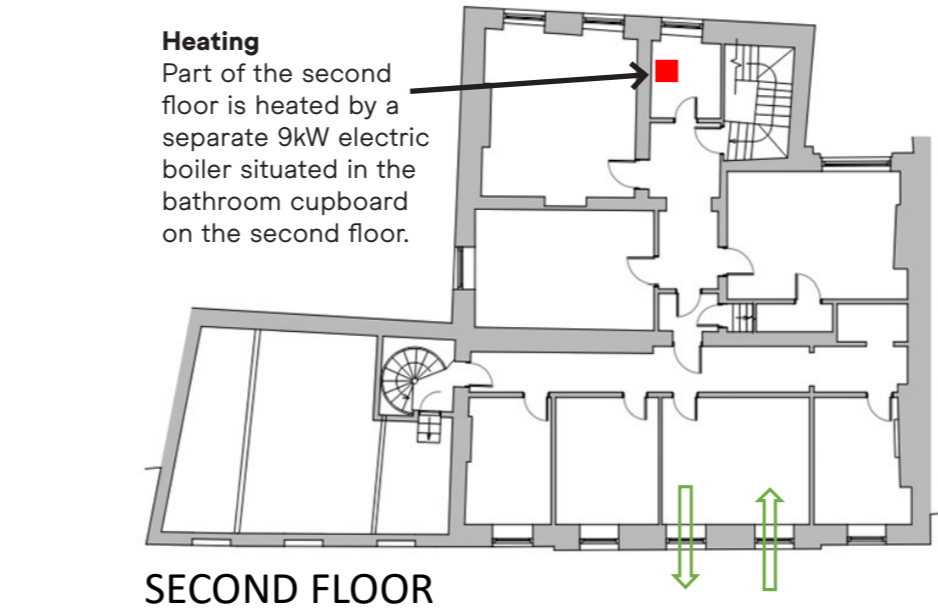 Heating
Part of the second
floor is heated by a
separate 9kW electric
boiler situated in the
bathroom cupboard
on the second floor.
SECOND FLOOR